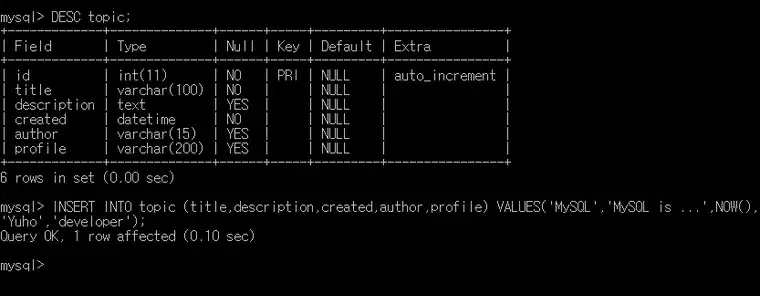 mysql> DESC topic;
+-------------+--------------+------+-----+---------+----------------+
| Field       | Type         | Null | Key | Default | Extra          |
+-------------+--------------+------+-----+---------+----------------+
| id          | int(11)      | NO   | PRI | NULL    | auto_increment |
| title       | varchar(100) | NO   |     | NULL    |                |
| description | text         | YES  |     | NULL    |                |
| created     | datetime     | NO   |     | NULL    |                |
| author      | varchar(15)  | YES  |     | NULL    |                |
| profile     | varchar(200) | YES  |     | NULL    |                |
+-------------+--------------+------+-----+---------+----------------+
6 rows in set (0.00 sec)
mysql> INSERT INTO topic (title,description,created,author,profile) VALUES('MySQL','MySQL is ...',NOW(),
'Yuho','developer');
Query OK, 1 row affected (0.10 sec)
mysql>